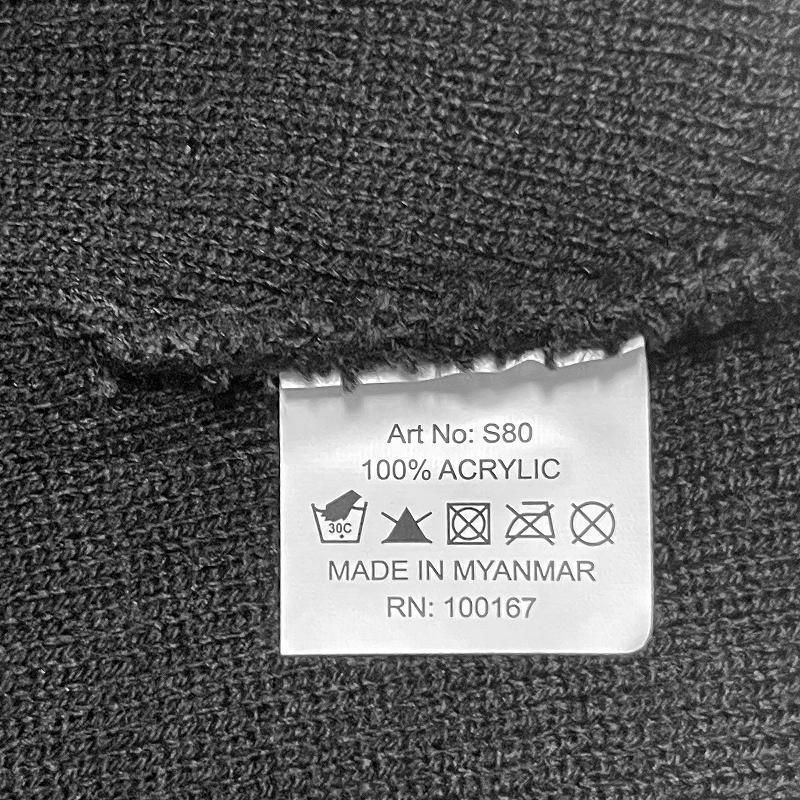 Art No: S80
100% ACRYLIC
30C
MADE IN MYANMAR
RN: 100167